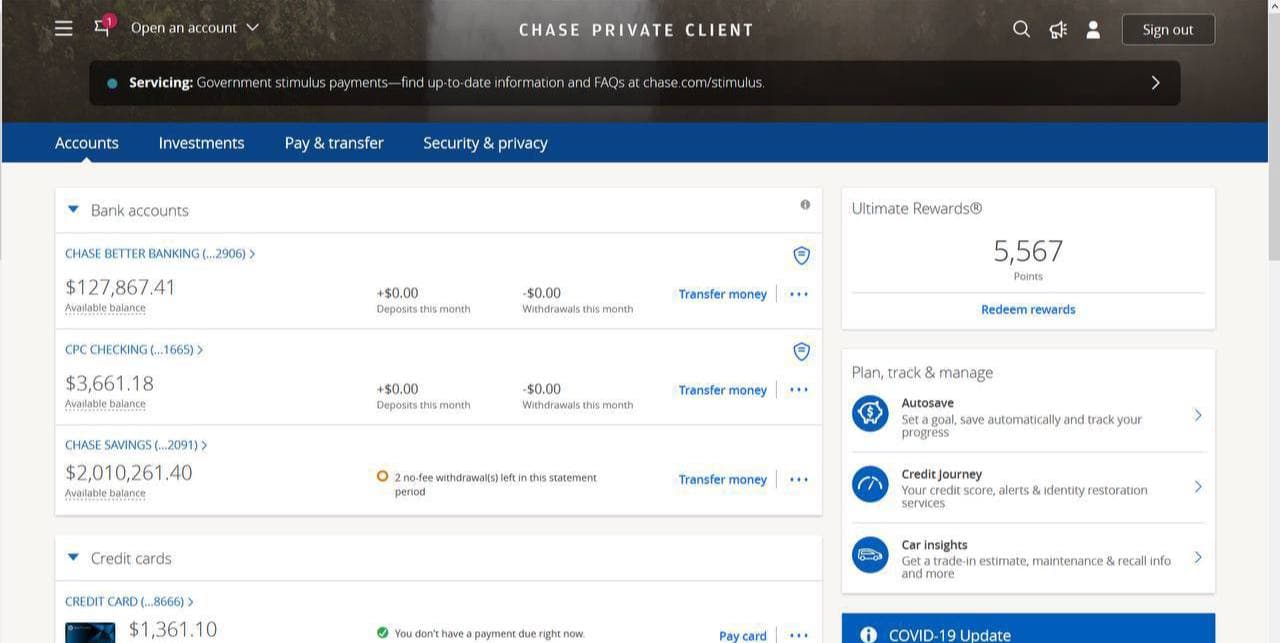 1
Open an account
CHASE PRIVATE CLIENT
Sign out
Servicing: Government stimulus payments—find up-to-date information and FAQs at chase.com/stimulus.
Accounts
Investments
Pay & transfer
Security & privacy
Bank accounts
CHASE BETTER BANKING (...2906)
$127,867.41
Available balance
+$0.00
Deposits this month
-$0.00
Withdrawals this month
Transfer money
CPC CHECKING (...1665)
$3,661.18
Available balance
+$0.00
Deposits this month
-$0.00
Withdrawals this month
Transfer money
CHASE SAVINGS (...2091)
$2,010,261.40
Available balance
2 no-fee withdrawal(s) left in this statement
period
Transfer money
Credit cards
CREDIT CARD (...8666)
$1,361.10
You don't have a payment due right now.
Pay card
Ultimate Rewards®
5,567
Points
Redeem rewards
Plan, track & manage
Autosave
Set a goal, save automatically and track your
progress
Credit Journey
Your credit score, alerts & identity restoration
services
Car insights
Get a trade-in estimate, maintenance & recall info
and more
COVID-19 Update